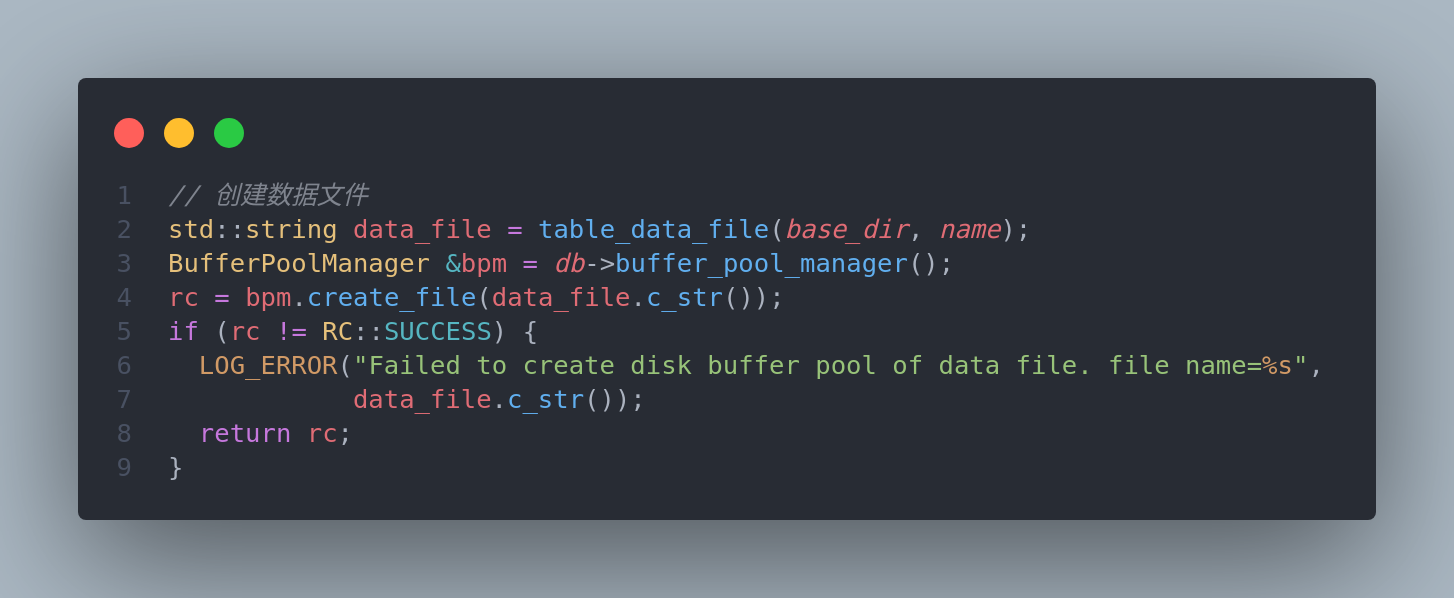 1 // 创建数据文件
2 std::string data_file = table_data_file(base_dir, name);
3 BufferPoolManager &bpm = db->buffer_pool_manager();
4 rc = bpm.create_file(data_file.c_str());
5 if (rc != RC::SUCCESS) {
6   LOG_ERROR("Failed to create disk buffer pool of data file. file name=%s",
7             data_file.c_str());
8   return rc;
9 }